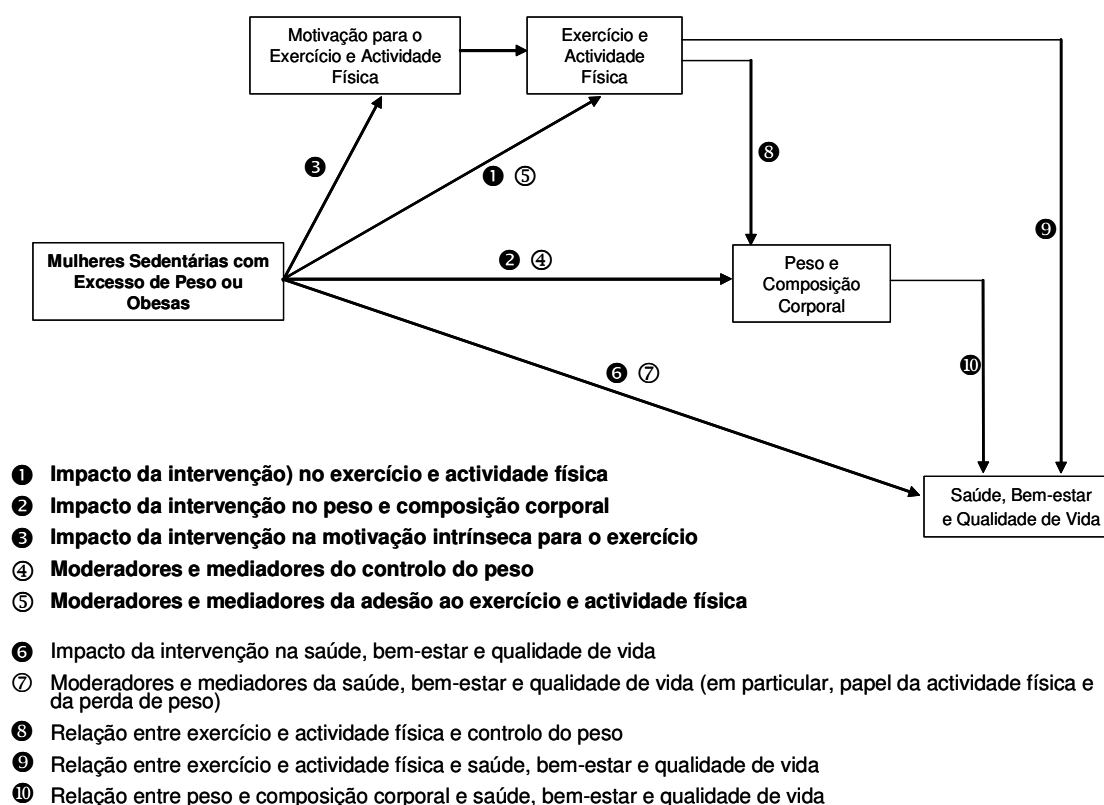 Motivação para o
Exercício e Actividade
Física
Exercício e
Actividade
Física
❸
❶ ⑤
❽
❾
Mulheres Sedentárias com
Excesso de Peso ou
Obesas
❷ ④
Peso e
Composição
Corporal
❻ ⑦
❿
Saúde, Bem-estar
e Qualidade de Vida
❶ Impacto da intervenção) no exercício e actividade física
❷ Impacto da intervenção no peso e composição corporal
❸ Impacto da intervenção na motivação intrínseca para o exercício
④ Moderadores e mediadores do controlo do peso
⑤ Moderadores e mediadores da adesão ao exercício e actividade física
❻ Impacto da intervenção na saúde, bem-estar e qualidade de vida
⑦ Moderadores e mediadores da saúde, bem-estar e qualidade de vida (em particular, papel da actividade física e
da perda de peso)
❽ Relação entre exercício e actividade física e controlo do peso
❾ Relação entre exercício e actividade física e saúde, bem-estar e qualidade de vida
❿ Relação entre peso e composição corporal e saúde, bem-estar e qualidade de vida